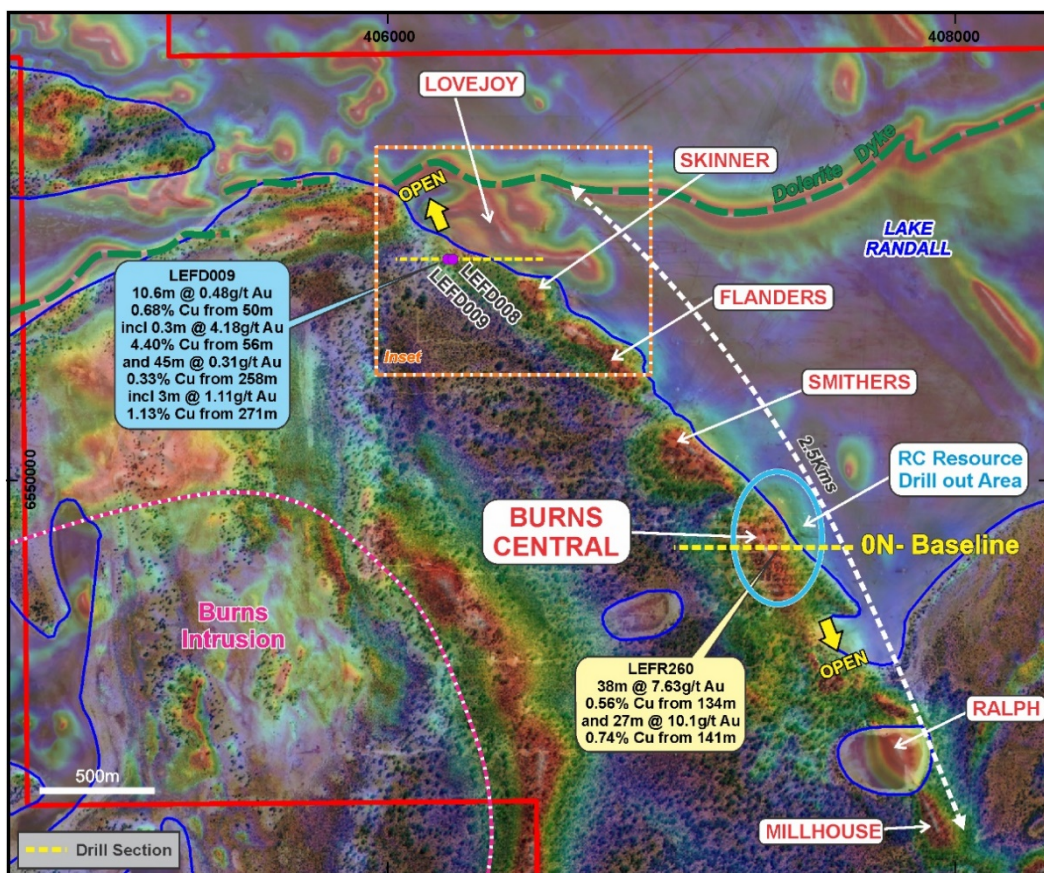 406000
408000
LOVEJOY
SKINNER
Dolerite Dyke
OPEN
LAKE
RANDALL
LEFD008
LEFD009
FLANDERS
Inset
LEFD009
10.6m @ 0.48g/t Au
0.68% Cu from 50m
incl 0.3m @ 4.18g/t Au
4.40% Cu from 56m
and 45m @ 0.31g/t Au
0.33% Cu from 258m
incl 3m @ 1.11g/t Au
1.13% Cu from 271m
SMITHERS
2.5Kms
6550000
RC Resource
Drill out Area
BURNS
CENTRAL
0N- Baseline
Burns
Intrusion
OPEN
LEFR260
38m @ 7.63g/t Au
0.56% Cu from 134m
and 27m @ 10.1g/t Au
0.74% Cu from 141m
RALPH
500m
MILLHOUSE
Drill Section